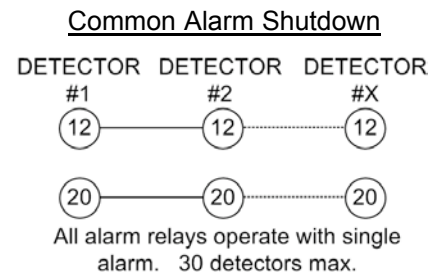 Common Alarm Shutdown
DETECTOR DETECTOR DETECTOR
#1 #2 #X
12 12 12
20 20 20
All alarm relays operate with single
alarm. 30 detectors max.